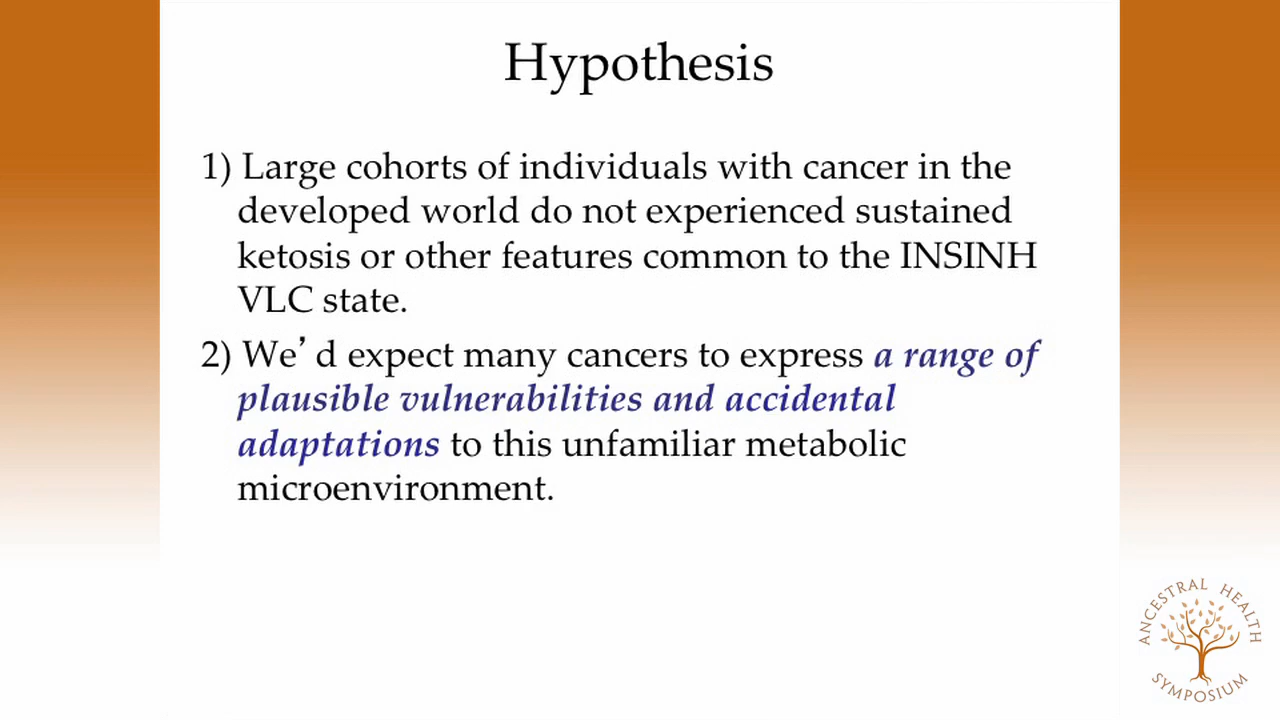 Hypothesis
1) Large cohorts of individuals with cancer in the
developed world do not experienced sustained
ketosis or other features common to the INSINH
VLC state.
2) We’d expect many cancers to express a range of
plausible vulnerabilities and accidental
adaptations to this unfamiliar metabolic
microenvironment.
ANCESTRAL HEALTH
SYMPOSIUM